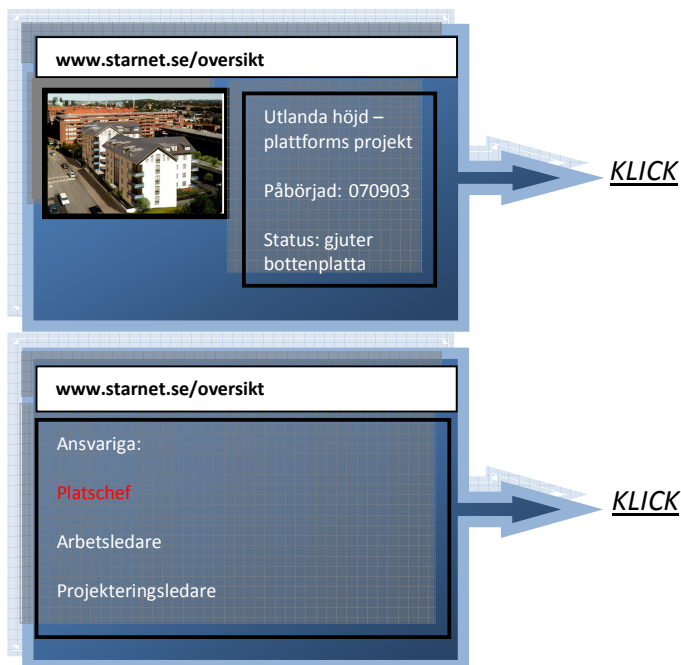 www.starnet.se/oversikt
Utlanda höjd –
plattforms projekt
Påbörjad: 070903
Status: gjuter
bottenplatta
KLICK
www.starnet.se/oversikt
Ansvariga:
Platschef
Arbetsledare
Projekteringsledare
KLICK